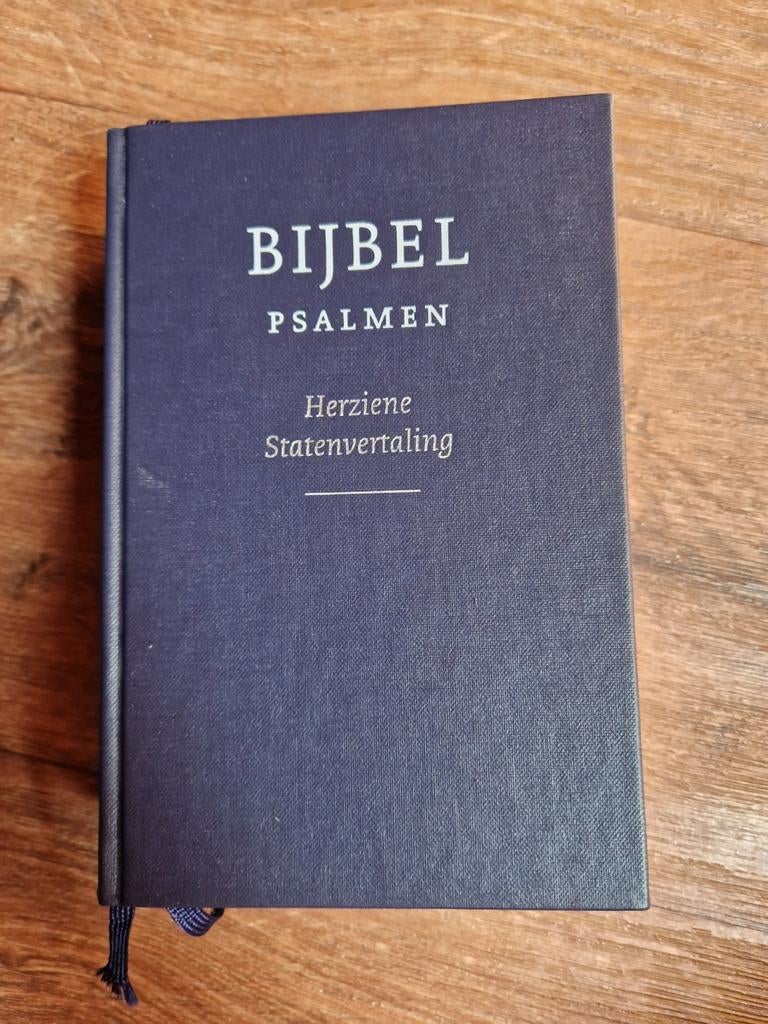 BIJBEL
PSALMEN
Herziene
Statenvertaling